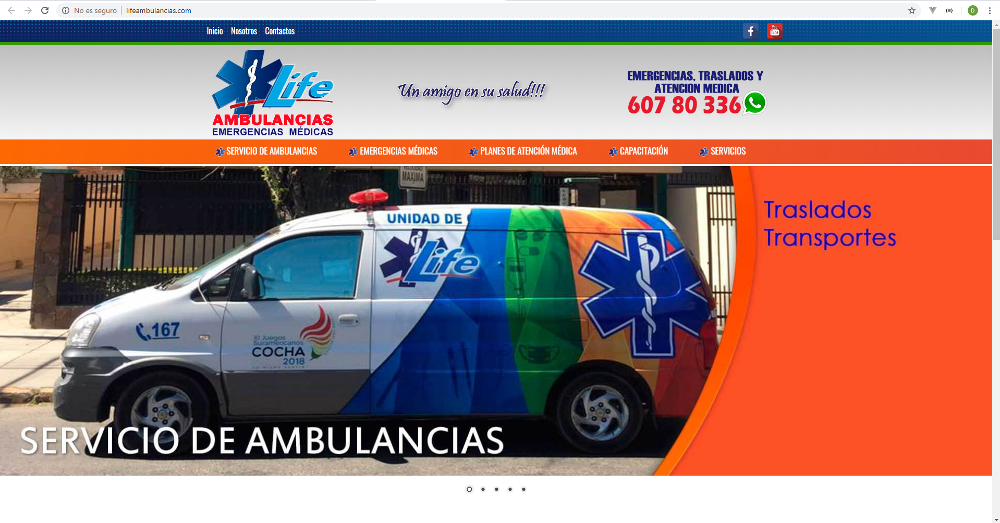 No es seguro
lifeambulancias.com
D
Inicio Nosotros Contactos
f
You
Tube
Life
AMBULANCIAS
EMERGENCIAS MÉDICAS
Un amigo en su salud!!!
EMERGENCIAS, TRASLADOS Y
ATENCION MEDICA
607 80 336
SERVICIO DE AMBULANCIAS
EMERGENCIAS MÉDICAS
PLANES DE ATENCIÓN MÉDICA
CAPACITACIÓN
SERVICIOS
MAXIMA
UNIDAD DE
Life
167
XI Juegos
Suramericanos
COCHA
2018
Traslados
Transportes
SERVICIO DE AMBULANCIAS